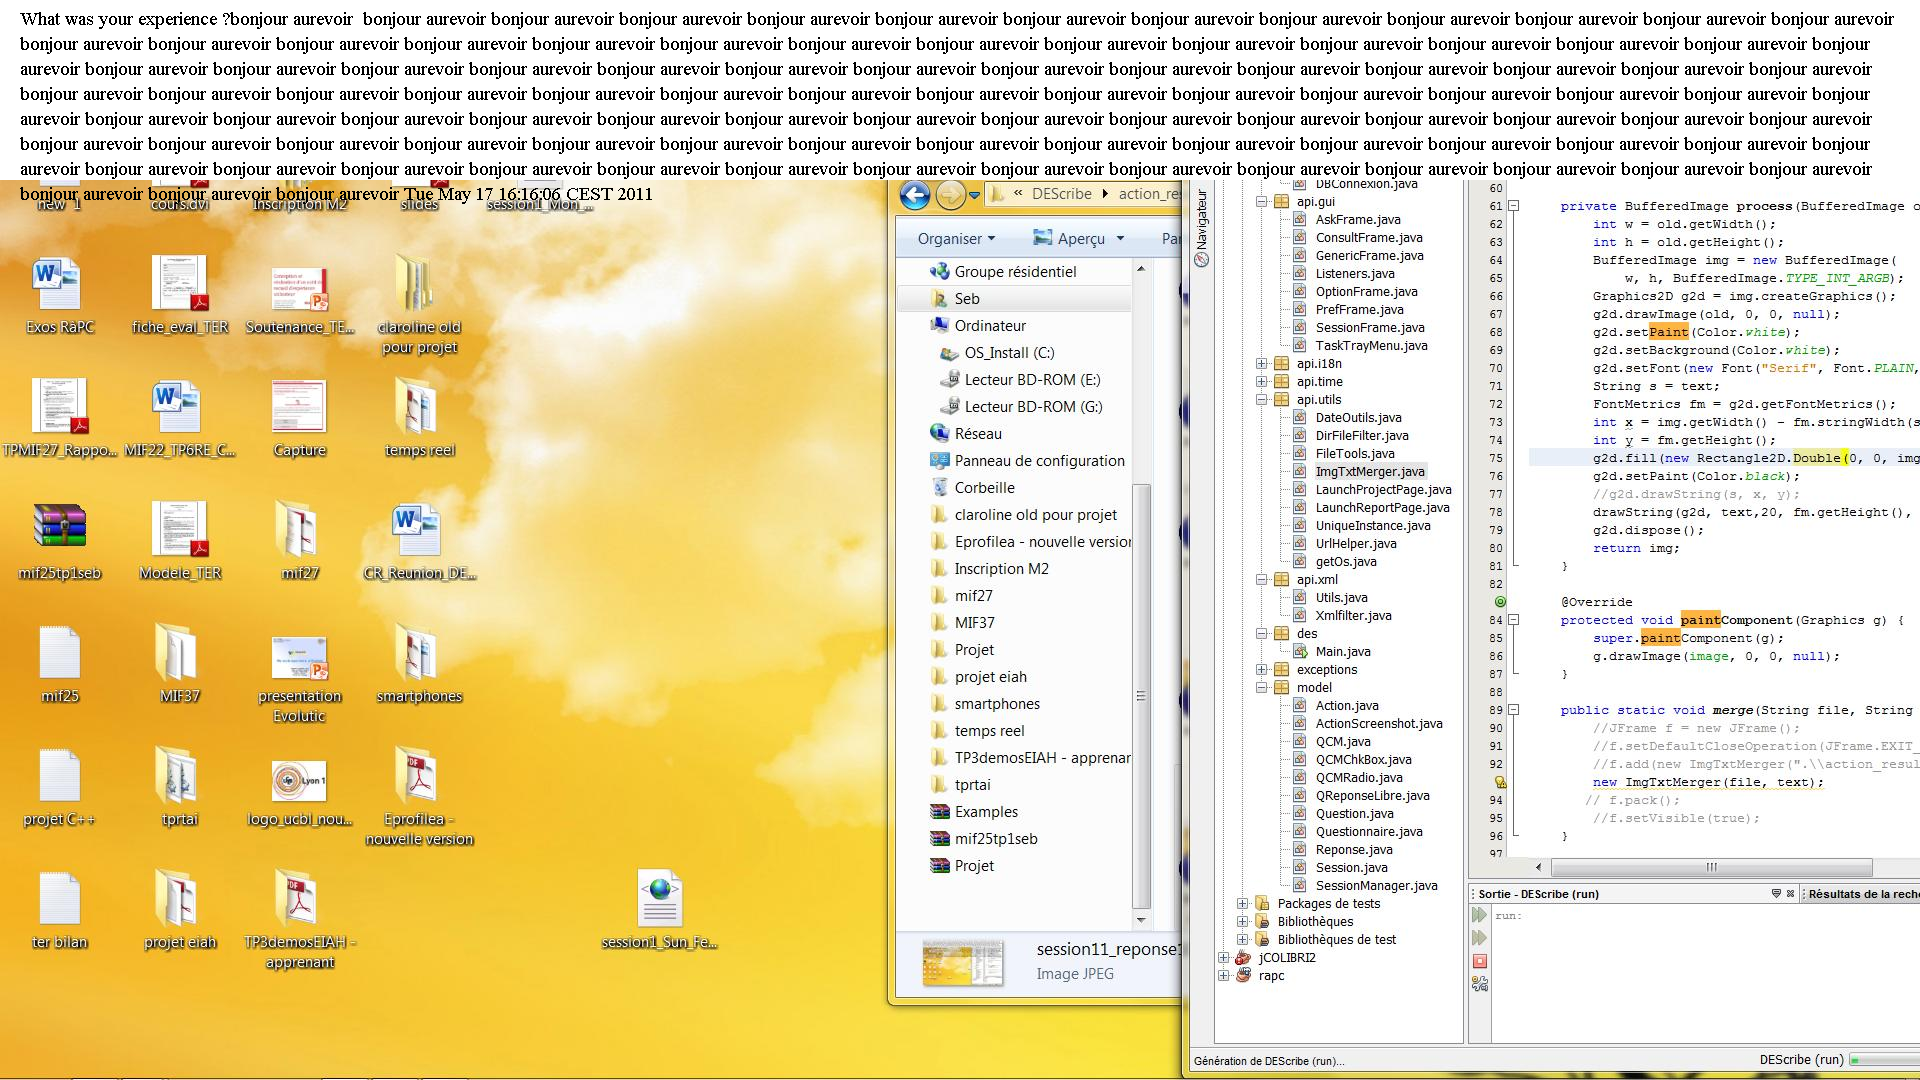 What was your experience ?bonjour aurevoir  bonjour aurevoir bonjour aurevoir bonjour aurevoir bonjour aurevoir bonjour aurevoir bonjour aurevoir bonjour aurevoir bonjour aurevoir bonjour aurevoir bonjour aurevoir bonjour aurevoir bonjour aurevoir
bonjour aurevoir bonjour aurevoir bonjour aurevoir bonjour aurevoir bonjour aurevoir bonjour aurevoir bonjour aurevoir bonjour aurevoir bonjour aurevoir bonjour aurevoir bonjour aurevoir bonjour aurevoir bonjour aurevoir bonjour aurevoir bonjour
aurevoir bonjour aurevoir bonjour aurevoir bonjour aurevoir bonjour aurevoir bonjour aurevoir bonjour aurevoir bonjour aurevoir bonjour aurevoir bonjour aurevoir bonjour aurevoir bonjour aurevoir bonjour aurevoir bonjour aurevoir bonjour aurevoir
bonjour aurevoir bonjour aurevoir bonjour aurevoir bonjour aurevoir bonjour aurevoir bonjour aurevoir bonjour aurevoir bonjour aurevoir bonjour aurevoir bonjour aurevoir bonjour aurevoir bonjour aurevoir bonjour aurevoir bonjour aurevoir bonjour
aurevoir bonjour aurevoir bonjour aurevoir bonjour aurevoir bonjour aurevoir bonjour aurevoir bonjour aurevoir bonjour aurevoir bonjour aurevoir bonjour aurevoir bonjour aurevoir bonjour aurevoir bonjour aurevoir bonjour aurevoir bonjour aurevoir
bonjour aurevoir bonjour aurevoir bonjour aurevoir bonjour aurevoir bonjour aurevoir bonjour aurevoir bonjour aurevoir bonjour aurevoir bonjour aurevoir bonjour aurevoir bonjour aurevoir bonjour aurevoir bonjour aurevoir bonjour aurevoir bonjour
aurevoir bonjour aurevoir bonjour aurevoir bonjour aurevoir bonjour aurevoir bonjour aurevoir bonjour aurevoir bonjour aurevoir bonjour aurevoir bonjour aurevoir bonjour aurevoir bonjour aurevoir bonjour aurevoir bonjour aurevoir bonjour aurevoir
bonjour aurevoir bonjour aurevoir bonjour aurevoir Tue May 17 16:16:06 CEST 2011
new 1
cours.dvi
Inscription M2
slides
session1_Mon_...
Exos RàPC
fiche_eval_TER
Soutenance_TE...
claroline old
pour projet
TPMIF27_Rappo...
MIF22_TP6RE_C...
Capture
temps reel
mif25tp1seb
Modele_TER
mif27
CR_Reunion_DE...
mif25
MIF37
presentation
Evolutic
smartphones
projet C++
tprtai
logo_ucbl_nou...
Eprofilea -
nouvelle version
ter bilan
projet eiah
TP3demosEIAH -
apprenant
session1_Sun_Fe...
Lyon 1
« DEScribe ▸ action_res
Organiser
Aperçu
Groupe résidentiel
Seb
Ordinateur
OS_Install (C:)
Lecteur BD-ROM (E:)
Lecteur BD-ROM (G:)
Réseau
Panneau de configuration
Corbeille
claroline old pour projet
Eprofilea - nouvelle version
Inscription M2
mif27
MIF37
Projet
projet eiah
smartphones
temps reel
TP3demosEIAH - apprenan
tprtai
Examples
mif25tp1seb
Projet
session11_reponse1
Image JPEG
Navigateur
DBConnexion.java
api.gui
AskFrame.java
ConsultFrame.java
GenericFrame.java
Listeners.java
OptionFrame.java
PrefFrame.java
SessionFrame.java
TaskTrayMenu.java
api.i18n
api.time
api.utils
DateOutils.java
DirFileFilter.java
FileTools.java
ImgTxtMerger.java
LaunchProjectPage.java
LaunchReportPage.java
UniqueInstance.java
UrlHelper.java
getOs.java
api.xml
Utils.java
Xmlfilter.java
des
Main.java
exceptions
model
Action.java
ActionScreenshot.java
QCM.java
QCMChkBox.java
QCMRadio.java
QReponseLibre.java
Question.java
Questionnaire.java
Reponse.java
Session.java
SessionManager.java
Packages de tests
Bibliothèques
Bibliothèques de test
jCOLIBRI2
rapc
60
61 private BufferedImage process(BufferedImage o
62 int w = old.getWidth();
63 int h = old.getHeight();
64 BufferedImage img = new BufferedImage(
65 w, h, BufferedImage.TYPE_INT_ARGB);
66 Graphics2D g2d = img.createGraphics();
67 g2d.drawImage(old, 0, 0, null);
68 g2d.setPaint(Color.white);
69 g2d.setBackground(Color.white);
70 g2d.setFont(new Font("Serif", Font.PLAIN,
71 String s = text;
72 FontMetrics fm = g2d.getFontMetrics();
73 int x = img.getWidth() - fm.stringWidth(s
74 int y = fm.getHeight();
75 g2d.fill(new Rectangle2D.Double(0, 0, img
76 g2d.setPaint(Color.black);
77 //g2d.drawString(s, x, y);
78 drawString(g2d, text,20, fm.getHeight(),
79 g2d.dispose();
80 return img;
81 }
82
@Override
84 protected void paintComponent(Graphics g) {
85 super.paintComponent(g);
86 g.drawImage(image, 0, 0, null);
87 }
88
89 public static void merge(String file, String
90 //JFrame f = new JFrame();
91 //f.setDefaultCloseOperation(JFrame.EXIT_
92 //f.add(new ImgTxtMerger(".\\action_resul
new ImgTxtMerger(file, text);
94 // f.pack();
95 //f.setVisible(true);
96 }
97
Sortie - DEScribe (run)
Résultats de la reche
run:
Génération de DEScribe (run)...
DEScribe (run)